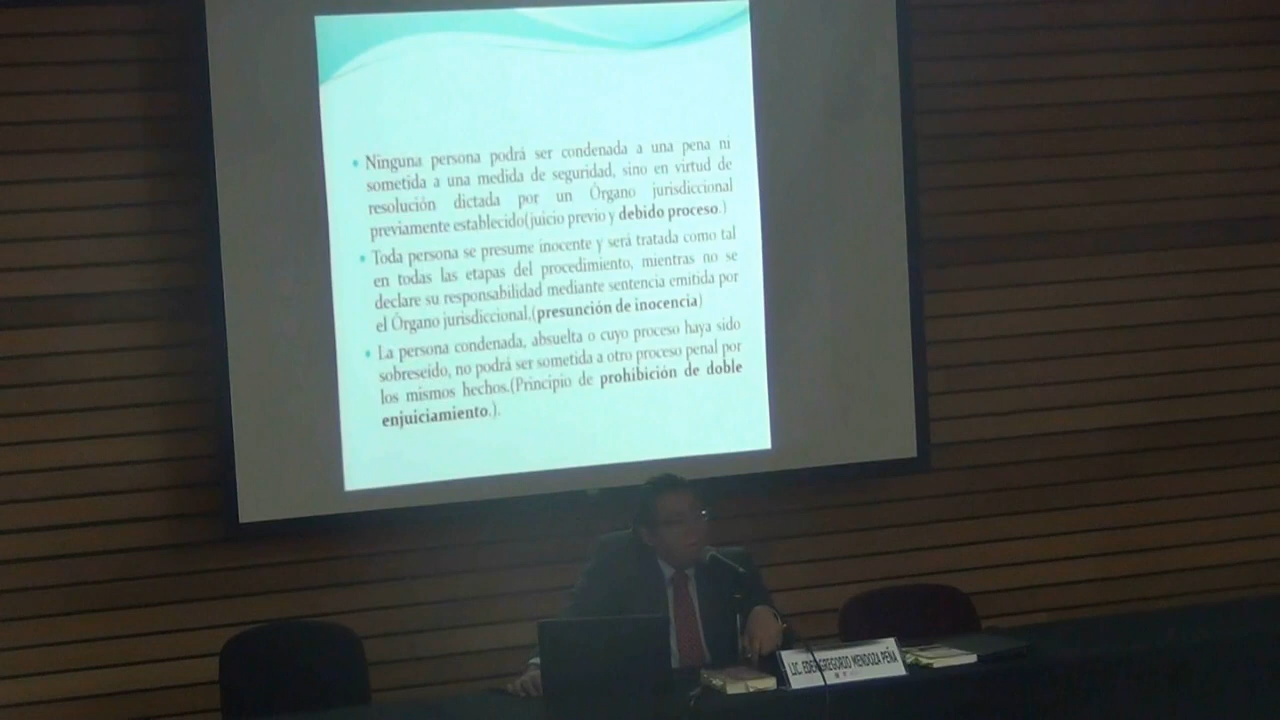 • Ninguna persona podrá ser condenada a una pena ni
sometida a una medida de seguridad, sino en virtud de
resolución dictada por un Órgano jurisdiccional
previamente establecido(juicio previo y debido proceso.)
• Toda persona se presume inocente y será tratada como tal
en todas las etapas del procedimiento, mientras no se
declare su responsabilidad mediante sentencia emitida por
el Órgano jurisdiccional.(presunción de inocencia)
• La persona condenada, absuelta o cuyo proceso haya sido
sobreseído, no podrá ser sometida a otro proceso penal por
los mismos hechos.(Principio de prohibición de doble
enjuiciamiento.).
LIC. EDER GREGORIO MENDOZA PEÑA